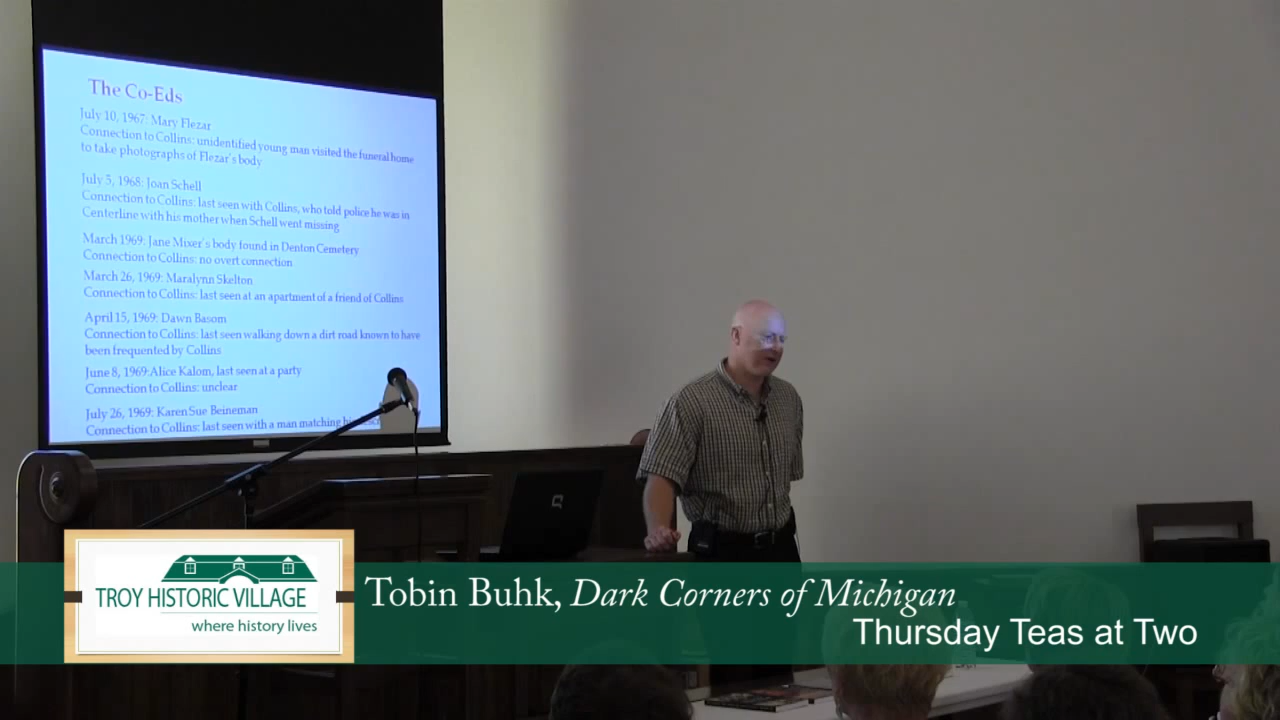 The Co-Eds
July 10, 1967: Mary Flezar
Connection to Collins: unidentified young man visited the funeral home
to take photographs of Flezar's body
July 5, 1968: Joan Schell
Connection to Collins: last seen with Collins, who told police he was in
Centerline with his mother when Schell went missing
March 1969: Jane Mixer's body found in Denton Cemetery
Connection to Collins: no overt connection
March 26, 1969: Maralynn Skelton
Connection to Collins: last seen at an apartment of a friend of Collins
April 15, 1969: Dawn Basom
Connection to Collins: last seen walking down a dirt road known to have
been frequented by Collins
June 8, 1969:Alice Kalom, last seen at a party
Connection to Collins: unclear
July 26, 1969: Karen Sue Beineman
Connection to Collins: last seen with a man matching
TROY HISTORIC VILLAGE
where history lives
Tobin Buhk, Dark Corners of Michigan
Thursday Teas at Two